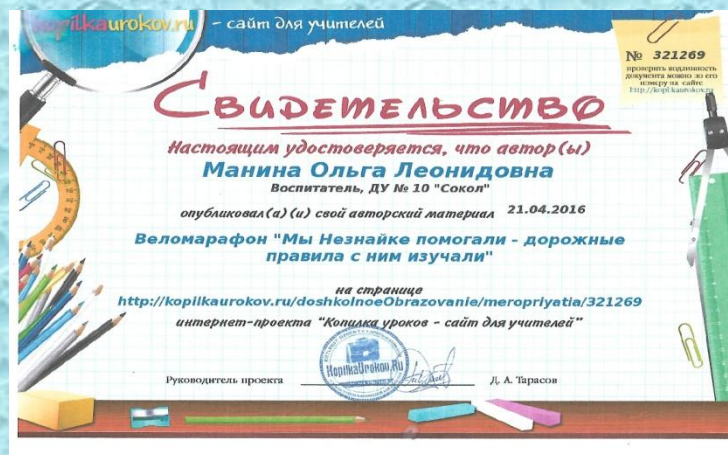 kopilkaurokov.ru - сайт для учителей
№ 321269
проверить подлинность
документа можно по его
номеру на сайте
http://kopilkaurokov.ru
Свидетельство
Настоящим удостоверяется, что автор(ы)
Манина Ольга Леонидовна
Воспитатель, ДУ № 10 "Сокол"
опубликовал(а)(и) свой авторский материал 21.04.2016
Веломарафон "Мы Незнайке помогали - дорожные
правила с ним изучали"
на странице
http://kopilkaurokov.ru/doshkolnoeObrazovanie/meropriyatia/321269
интернет-проекта "Копилка уроков - сайт для учителей"
KopilkaUrokov.Ru
Руководитель проекта Д. А. Тарасов